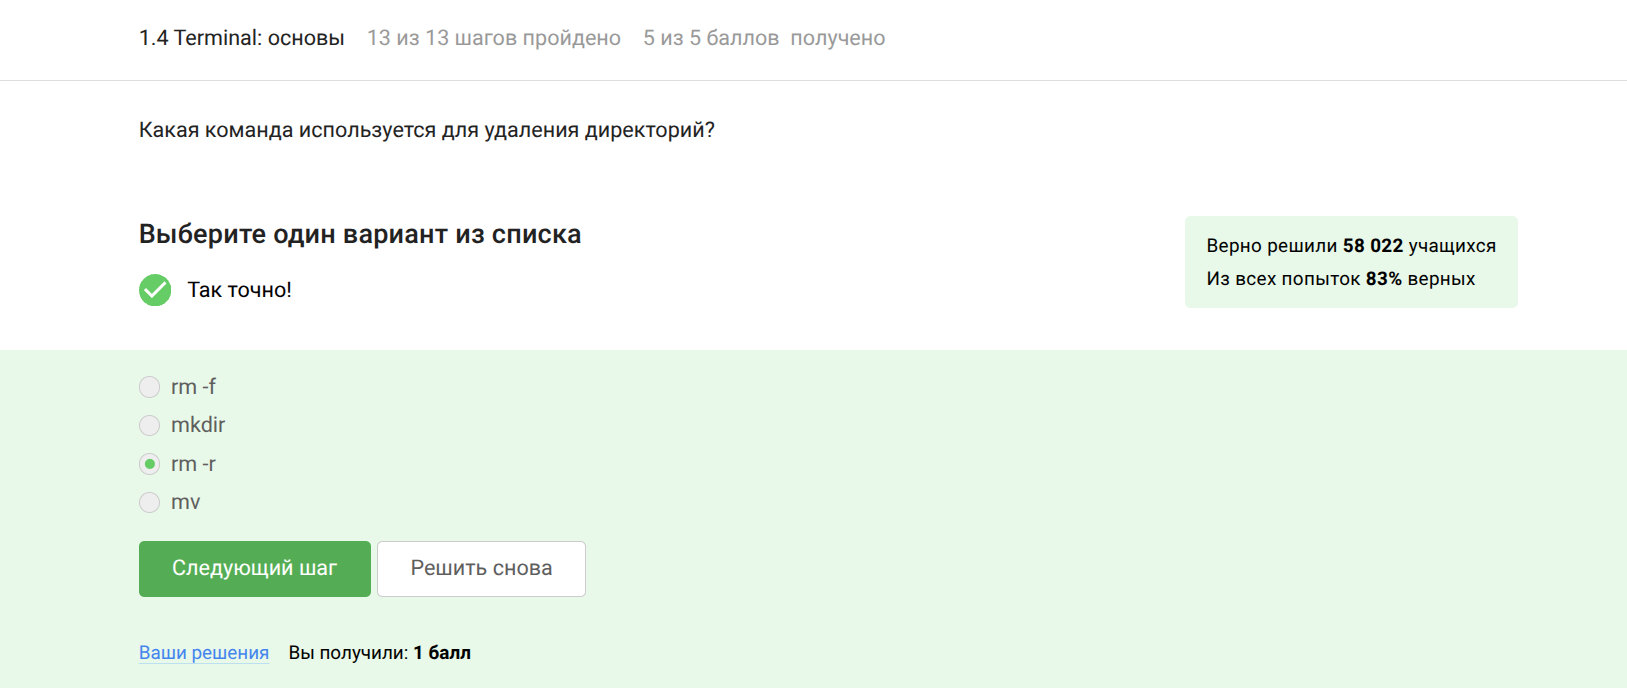 1.4 Terminal: основы 13 из 13 шагов пройдено 5 из 5 баллов получено
Какая команда используется для удаления директорий?
Выберите один вариант из списка
Так точно!
Верно решили 58 022 учащихся
Из всех попыток 83% верных
rm -f
mkdir
rm -r
mv
Следующий шаг Решить снова
Ваши решения Вы получили: 1 балл